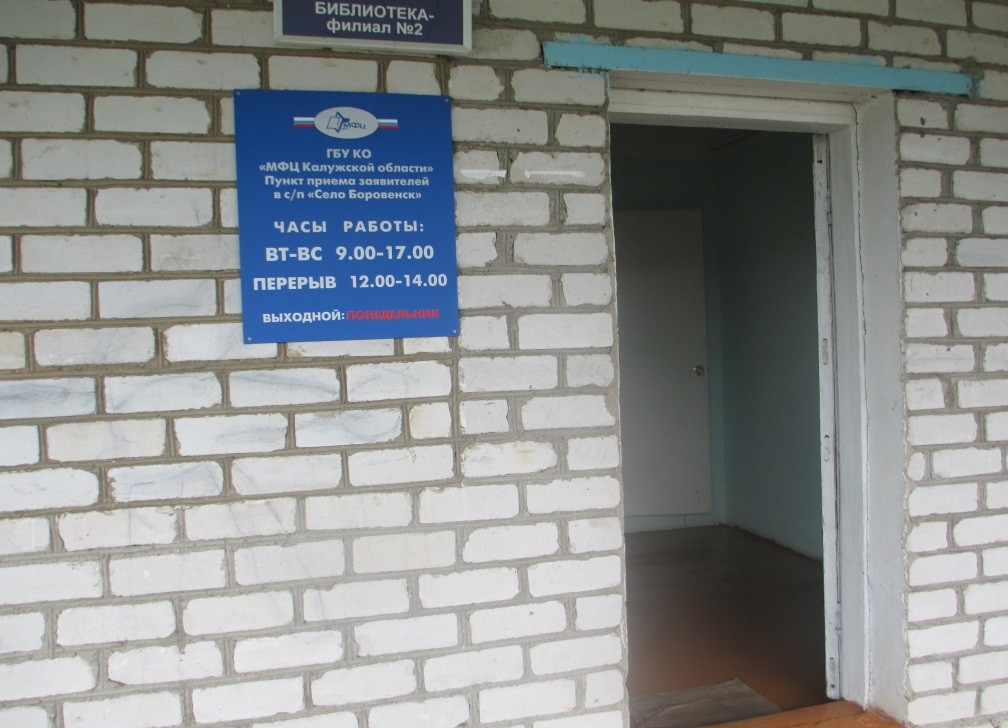 БИБЛИОТЕКА-
филиал №2
МФЦ
ГБУ КО
«МФЦ Калужской области»
Пункт приема заявителей
в с/п «Село Боровенск»
ЧАСЫ РАБОТЫ:
ВТ-ВС 9.00-17.00
ПЕРЕРЫВ 12.00-14.00
ВЫХОДНОЙ: ПОНЕДЕЛЬНИК